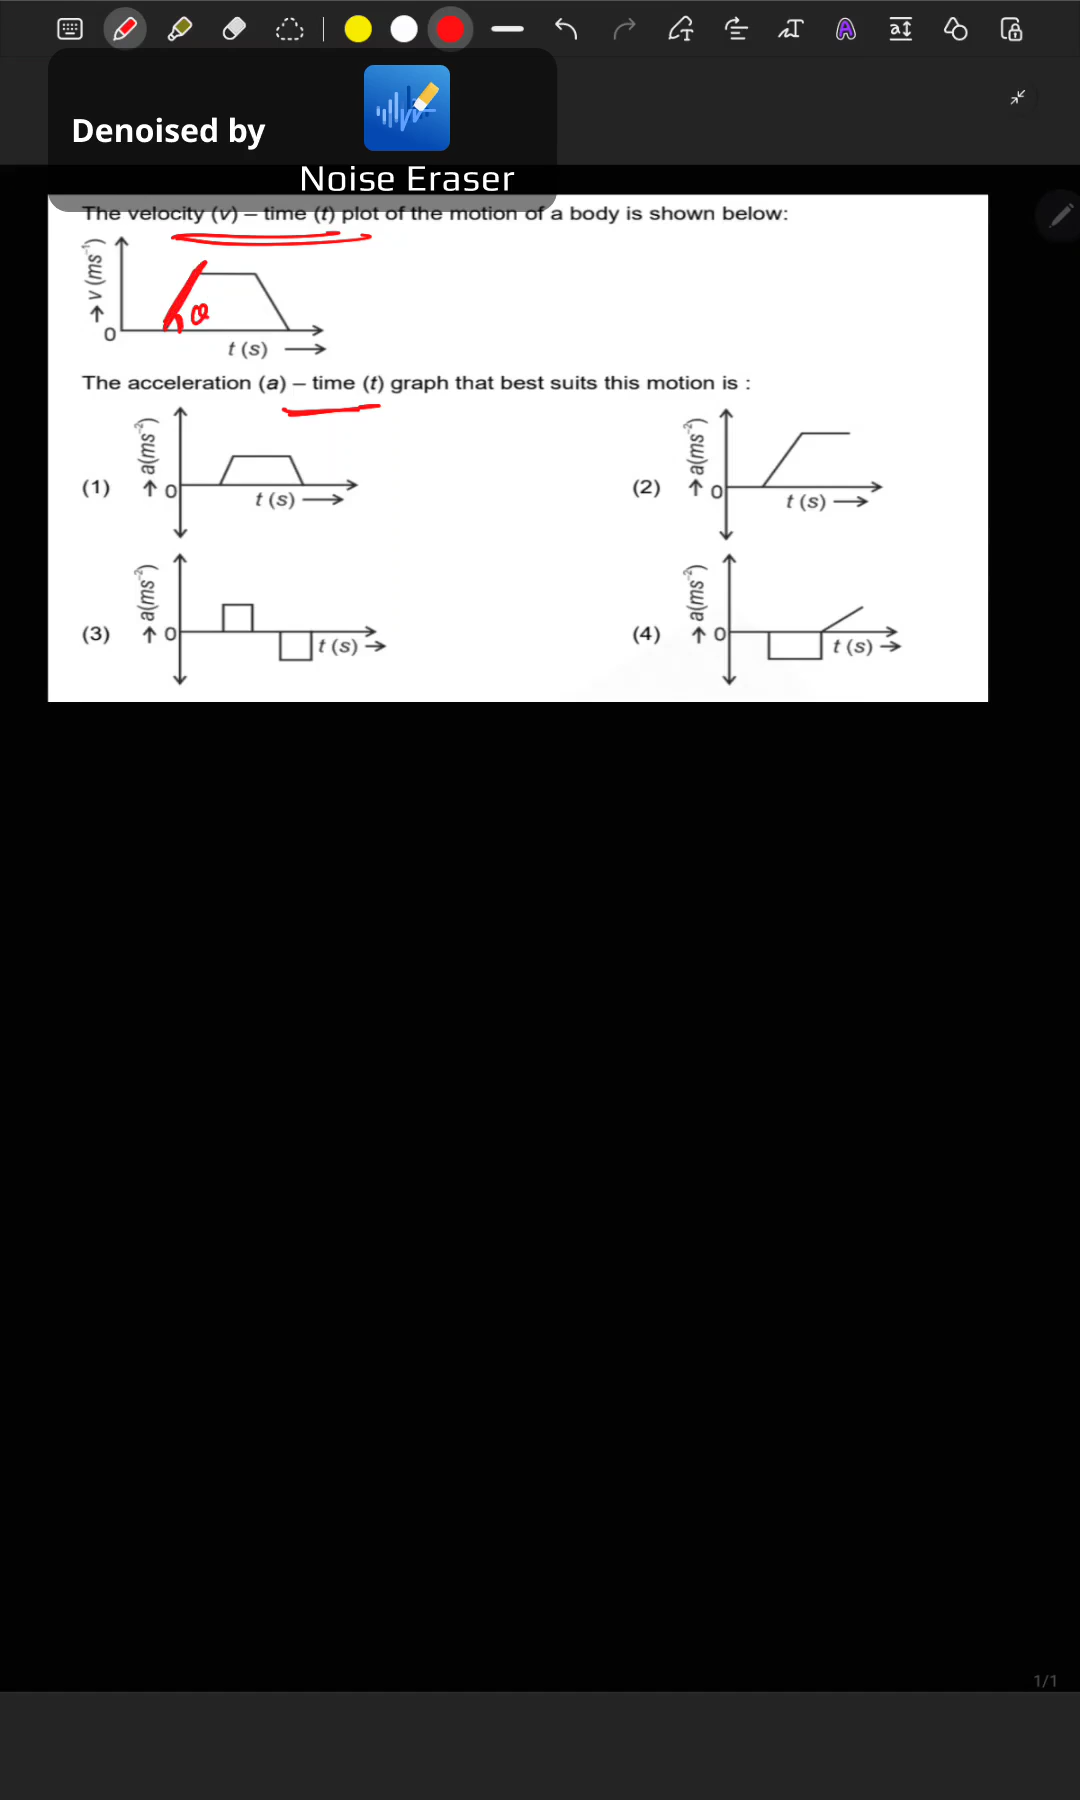 Denoised by
Noise Eraser
The velocity (v) – time (t) plot of the motion of a body is shown below:
→ v (ms⁻¹)
0
θ
t (s) →
The acceleration (a) – time (t) graph that best suits this motion is :
(1)
→ a(ms⁻²)
0
t (s) →
(2)
→ a(ms⁻²)
0
t (s) →
(3)
→ a(ms⁻²)
0
t (s) →
(4)
→ a(ms⁻²)
0
t (s) →
1/1